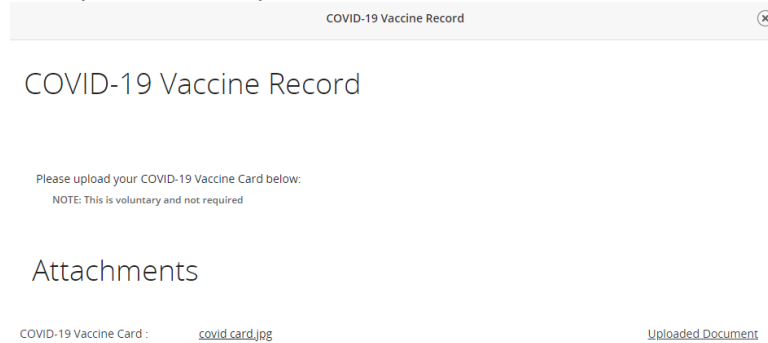 COVID-19 Vaccine Record
COVID-19 Vaccine Record
Please upload your COVID-19 Vaccine Card below:
NOTE: This is voluntary and not required
Attachments
COVID-19 Vaccine Card : covid card.jpg Uploaded Document